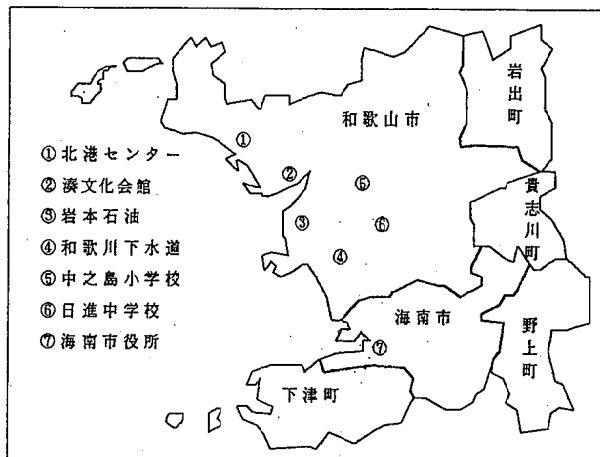 ①北港センター
②湊文化会館
③岩本石油
④和歌川下水道
⑤中之島小学校
⑥日進中学校
⑦海南市役所
和歌山市
岩出町
貴志川町
海南市
野上町
下津町
①
②
③
④
⑤
⑥
⑦